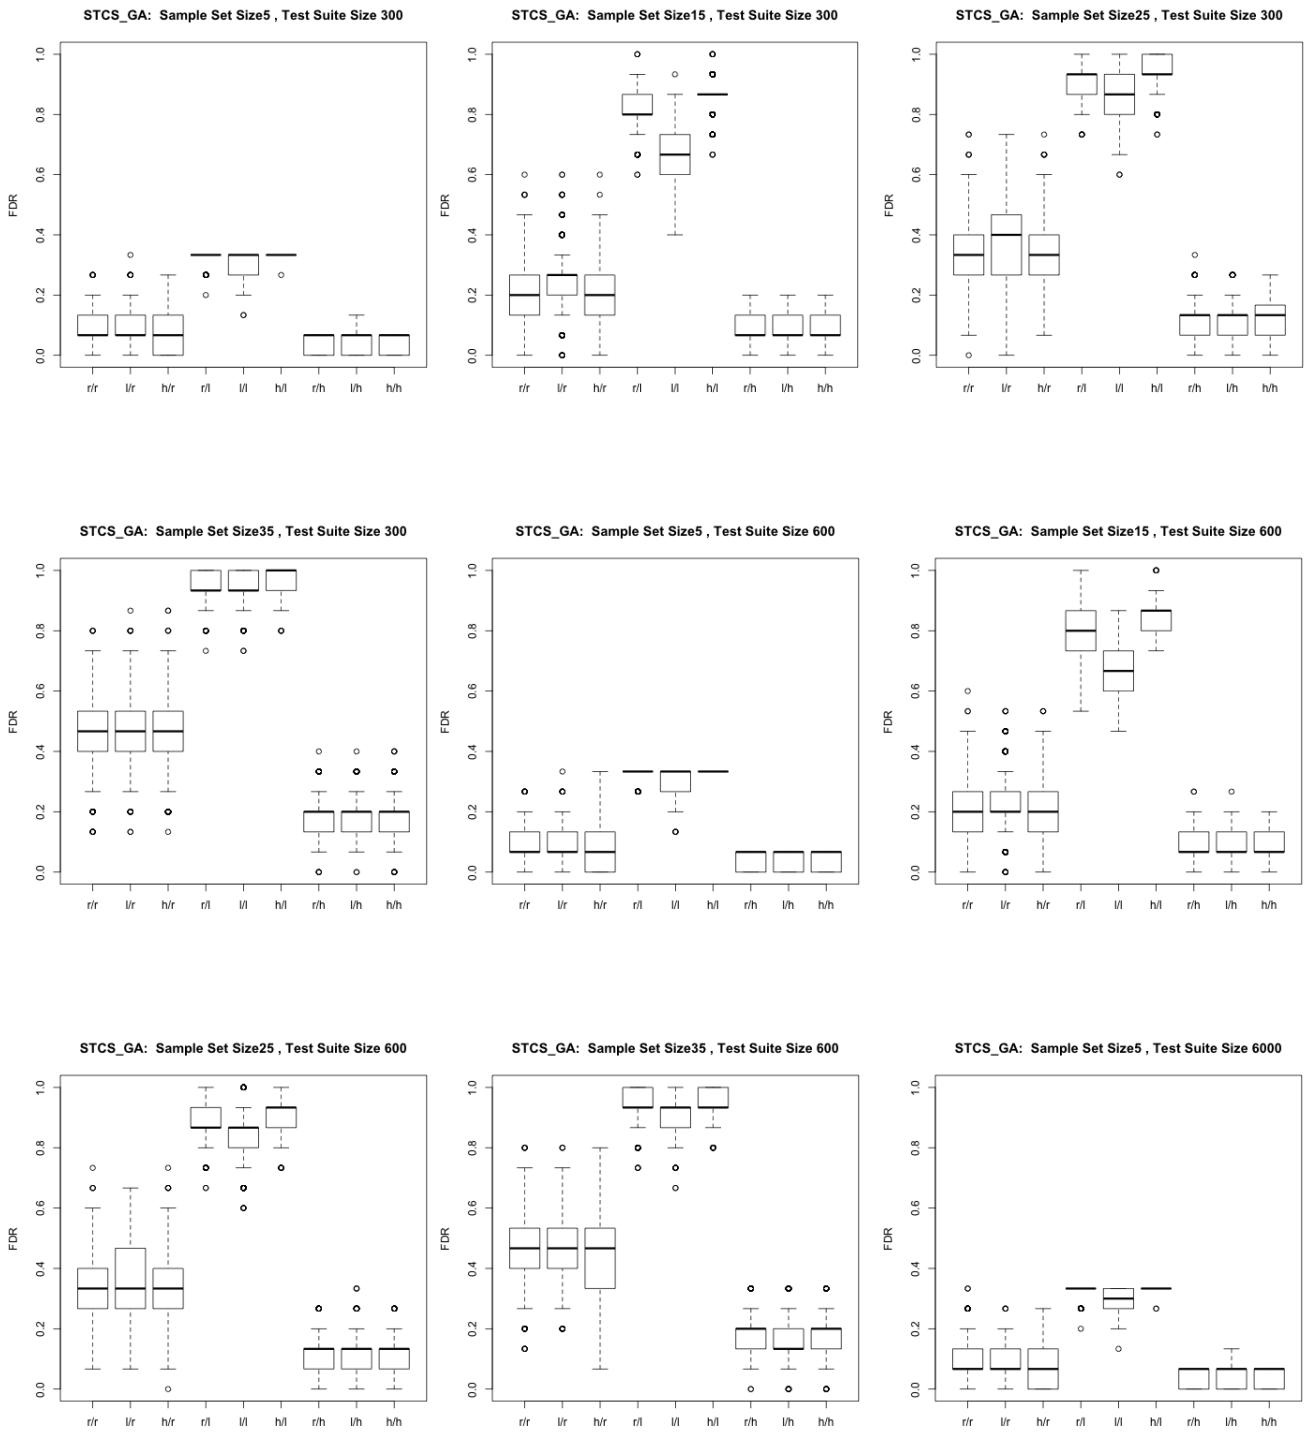 STCS_GA: Sample Set Size5 , Test Suite Size 300
FDR
1.0
0.8
0.6
0.4
0.2
0.0
r/r l/r h/r r/l l/l h/l r/h l/h h/h
STCS_GA: Sample Set Size15 , Test Suite Size 300
FDR
1.0
0.8
0.6
0.4
0.2
0.0
r/r l/r h/r r/l l/l h/l r/h l/h h/h
STCS_GA: Sample Set Size25 , Test Suite Size 300
FDR
1.0
0.8
0.6
0.4
0.2
0.0
r/r l/r h/r r/l l/l h/l r/h l/h h/h
STCS_GA: Sample Set Size35 , Test Suite Size 300
FDR
1.0
0.8
0.6
0.4
0.2
0.0
r/r l/r h/r r/l l/l h/l r/h l/h h/h
STCS_GA: Sample Set Size5 , Test Suite Size 600
FDR
1.0
0.8
0.6
0.4
0.2
0.0
r/r l/r h/r r/l l/l h/l r/h l/h h/h
STCS_GA: Sample Set Size15 , Test Suite Size 600
FDR
1.0
0.8
0.6
0.4
0.2
0.0
r/r l/r h/r r/l l/l h/l r/h l/h h/h
STCS_GA: Sample Set Size25 , Test Suite Size 600
FDR
1.0
0.8
0.6
0.4
0.2
0.0
r/r l/r h/r r/l l/l h/l r/h l/h h/h
STCS_GA: Sample Set Size35 , Test Suite Size 600
FDR
1.0
0.8
0.6
0.4
0.2
0.0
r/r l/r h/r r/l l/l h/l r/h l/h h/h
STCS_GA: Sample Set Size5 , Test Suite Size 6000
FDR
1.0
0.8
0.6
0.4
0.2
0.0
r/r l/r h/r r/l l/l h/l r/h l/h h/h